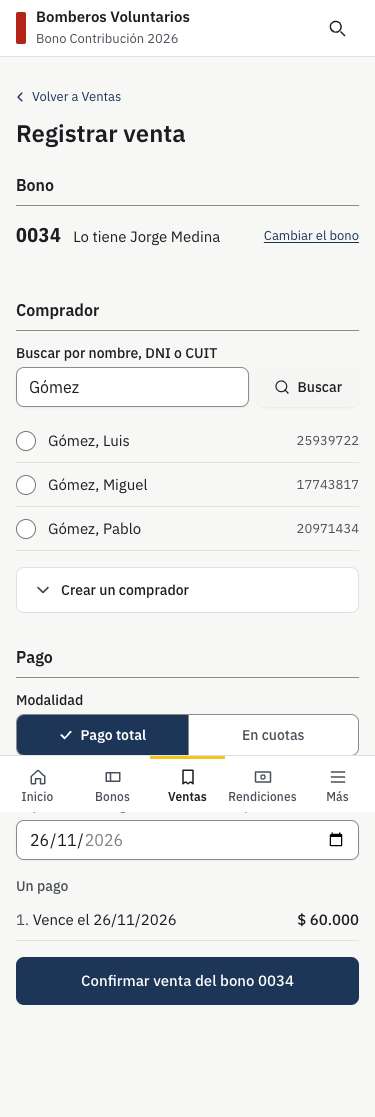 Bomberos Voluntarios
Bono Contribución 2026
Volver a Ventas
Registrar venta
Bono
0034 Lo tiene Jorge Medina Cambiar el bono
Comprador
Buscar por nombre, DNI o CUIT
Gómez Buscar
Gómez, Luis 25939722
Gómez, Miguel 17743817
Gómez, Pablo 20971434
Crear un comprador
Pago
Modalidad
Pago total En cuotas
Inicio Bonos Ventas Rendiciones Más
26/11/2026
Un pago
1. Vence el 26/11/2026 $ 60.000
Confirmar venta del bono 0034